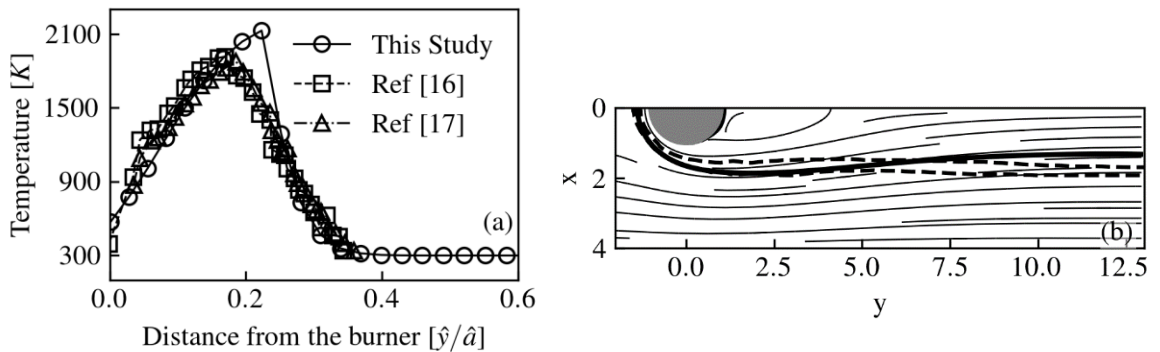 2100
1500
900
300
Temperature [K]
This Study
Ref [16]
Ref [17]
(a)
0.0 0.2 0.4 0.6
Distance from the burner [ŷ/â]
0
2
4
x
(b)
0.0 2.5 5.0 7.5 10.0 12.5
y